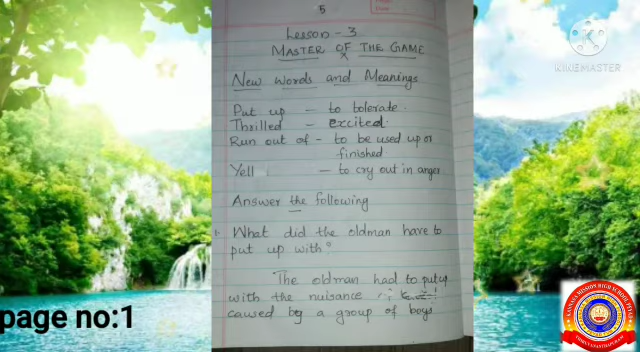 5
Lesson - 3
MASTER OF THE GAME
New words and Meanings
Put up - to tolerate.
Thrilled - excited.
Run out of - to be used up or
finished.
Yell - to cry out in anger
Answer the following
1. What did the oldman have to
put up with?
The oldman had to put up
with the nuisance
caused by a group of boys
page no:1
KINEMASTER